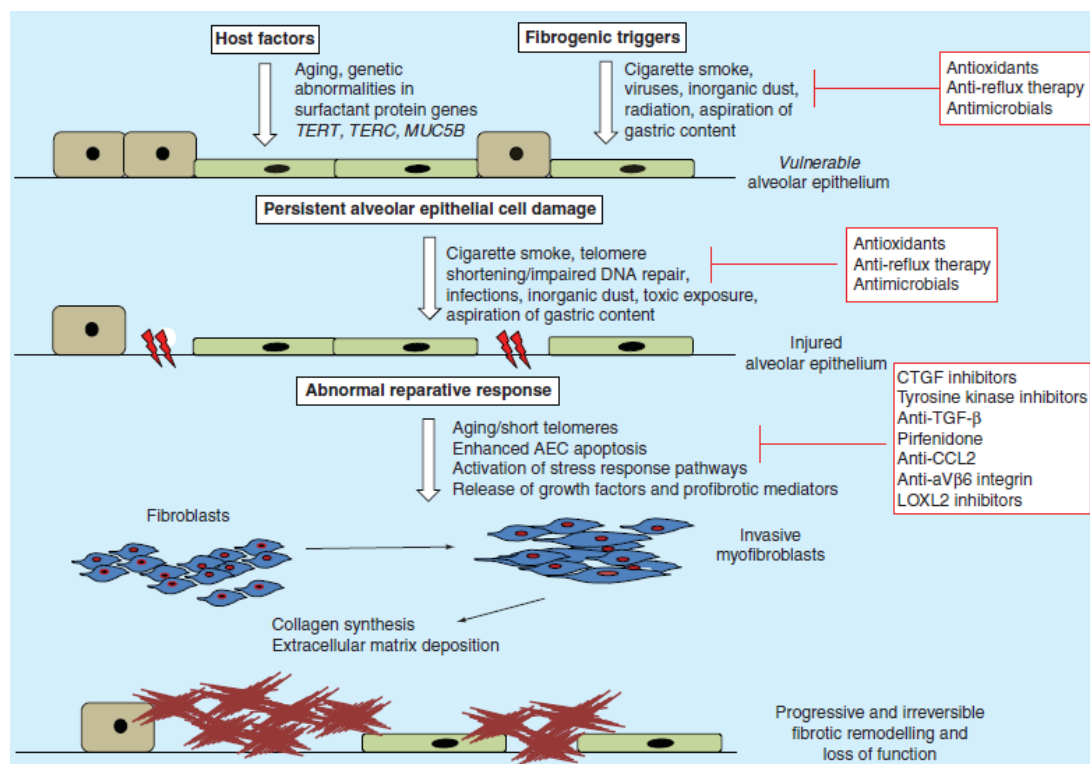 Host factors
Aging, genetic
abnormalities in
surfactant protein genes
TERT, TERC, MUC5B
Fibrogenic triggers
Cigarette smoke,
viruses, inorganic dust,
radiation, aspiration of
gastric content
Antioxidants
Anti-reflux therapy
Antimicrobials
Vulnerable
alveolar epithelium
Persistent alveolar epithelial cell damage
Cigarette smoke, telomere
shortening/impaired DNA repair,
infections, inorganic dust, toxic exposure,
aspiration of gastric content
Antioxidants
Anti-reflux therapy
Antimicrobials
Injured
alveolar epithelium
Abnormal reparative response
Aging/short telomeres
Enhanced AEC apoptosis
Activation of stress response pathways
Release of growth factors and profibrotic mediators
CTGF inhibitors
Tyrosine kinase inhibitors
Anti-TGF-β
Pirfenidone
Anti-CCL2
Anti-aVβ6 integrin
LOXL2 inhibitors
Fibroblasts
Invasive
myofibroblasts
Collagen synthesis
Extracellular matrix deposition
Progressive and irreversible
fibrotic remodelling and
loss of function